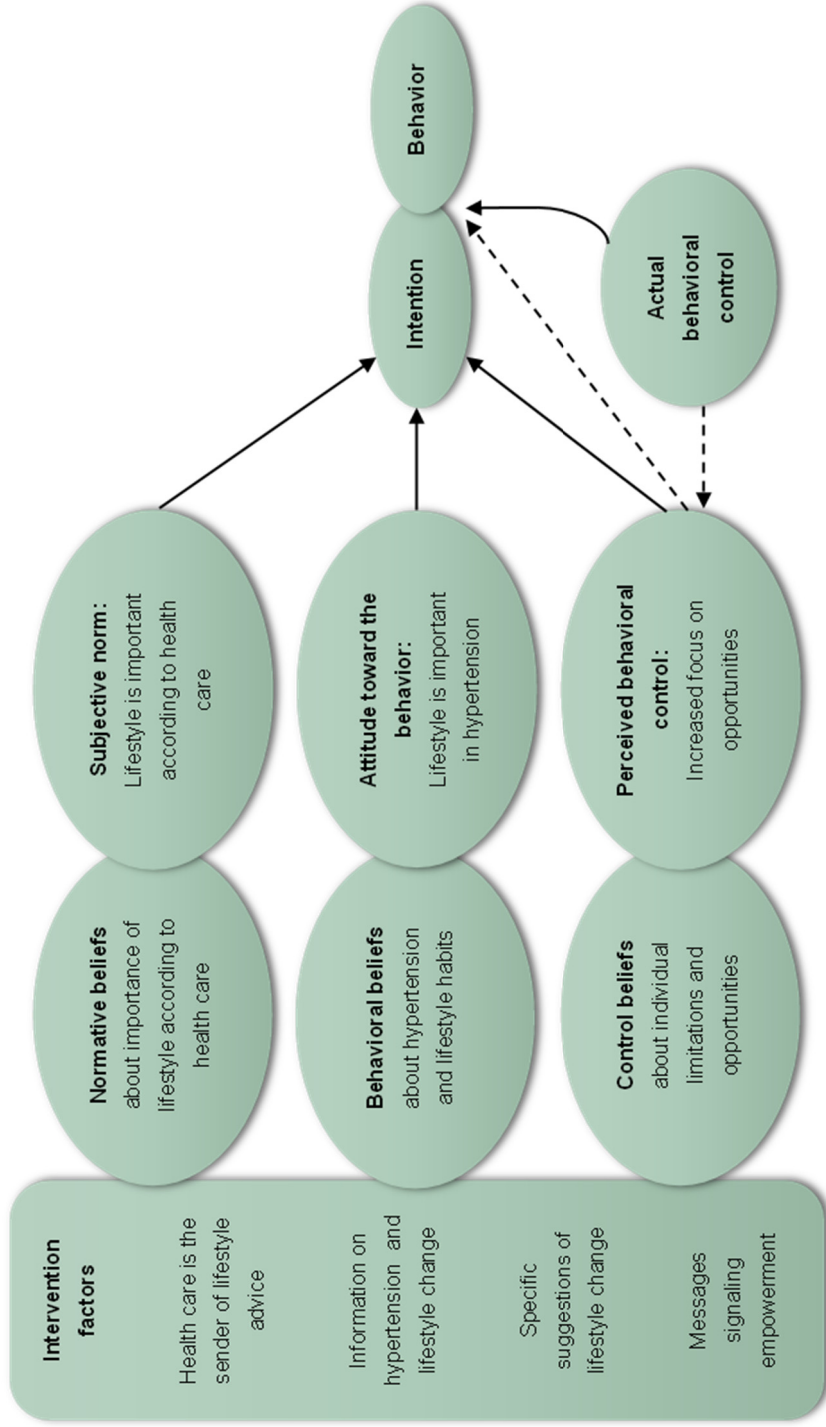 Intervention
factors
Health care is the
sender of lifestyle
advice
Information on
hypertension and
lifestyle change
Specific
suggestions of
lifestyle change
Messages
signaling
empowerment
Normative beliefs
about importance of
lifestyle according to
health care
Behavioral beliefs
about hypertension
and lifestyle habits
Control beliefs
about individual
limitations and
opportunities
Subjective norm:
Lifestyle is important
according to health
care
Attitude toward the
behavior:
Lifestyle is important
in hypertension
Perceived behavioral
control:
Increased focus on
opportunities
Intention
Behavior
Actual
behavioral
control